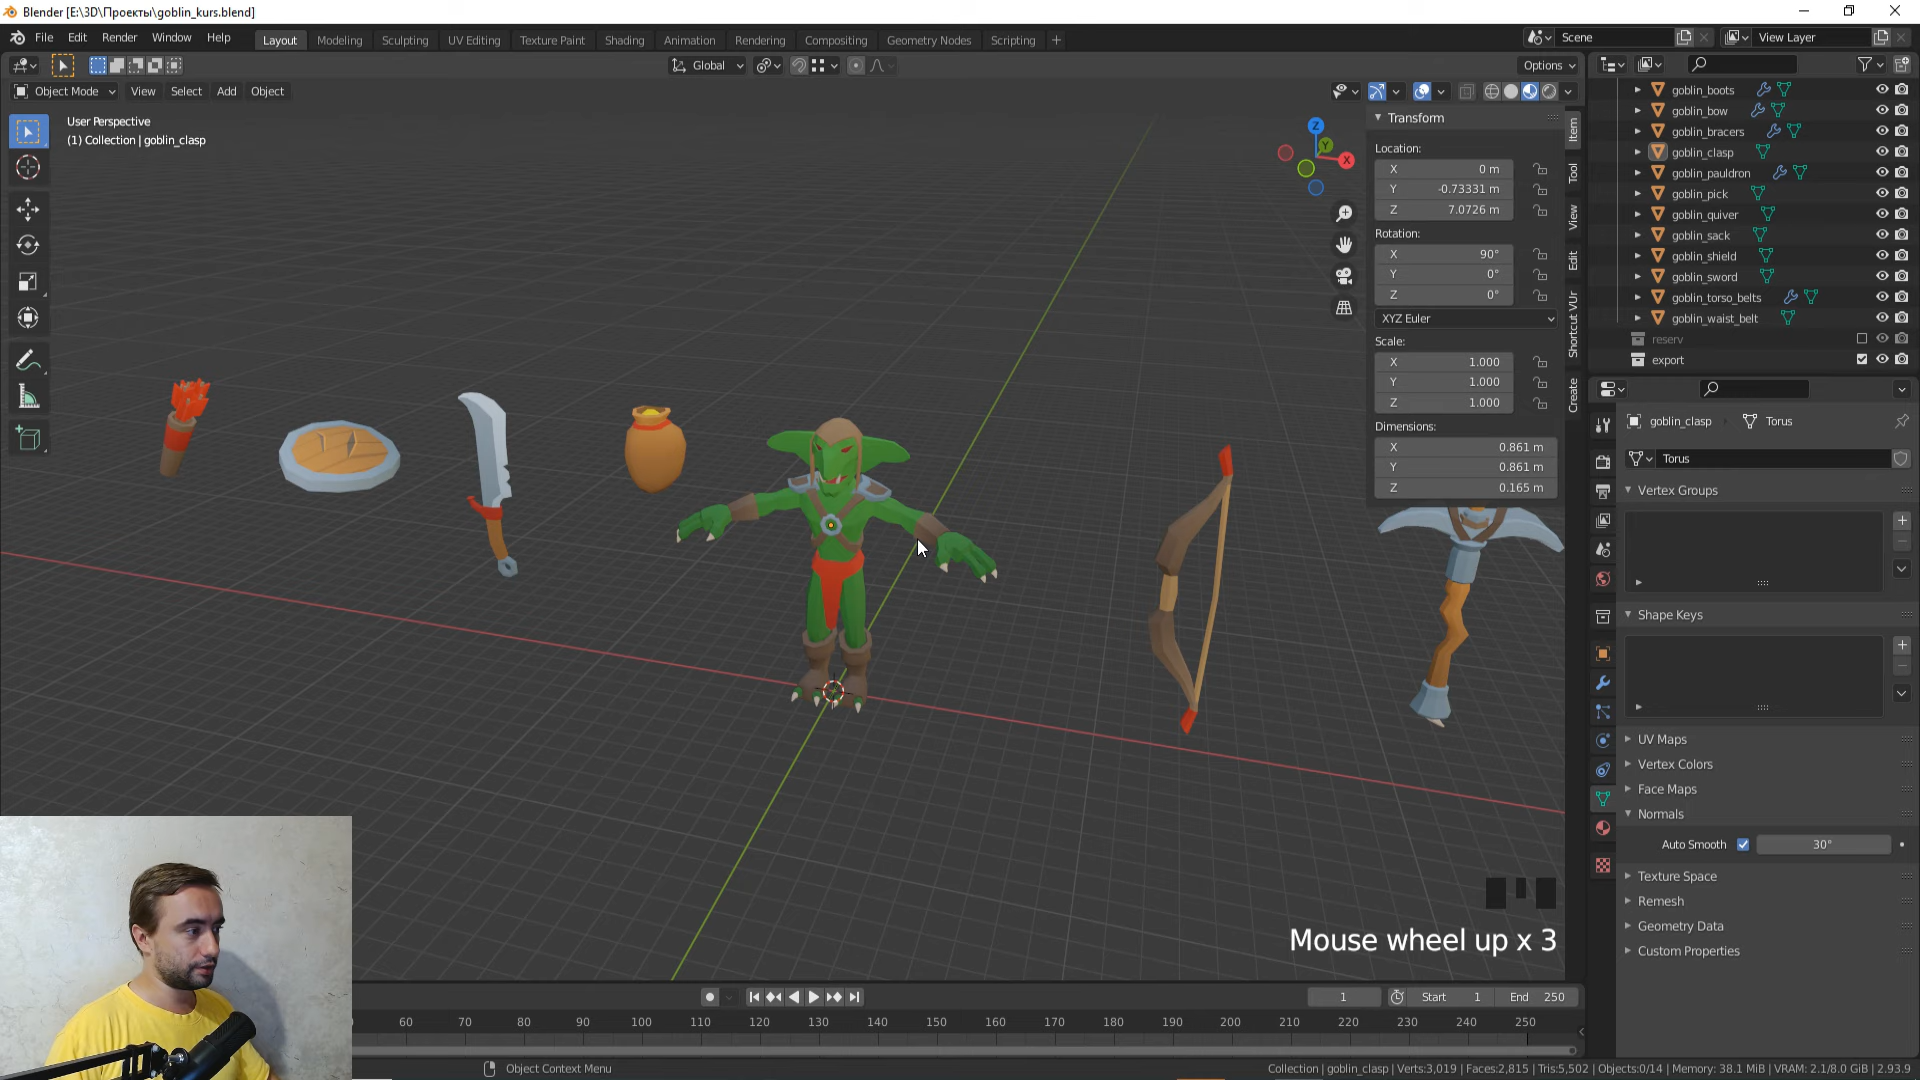 Blender [E:\3D\Проекты\goblin_kurs.blend]
File Edit Render Window Help
Layout Modeling Sculpting UV Editing Texture Paint Shading Animation Rendering Compositing Geometry Nodes Scripting +
Scene
View Layer
Global
Options
Object Mode View Select Add Object
User Perspective
(1) Collection | goblin_clasp
Z
Y
X
Transform
Location:
X 0 m
Y -0.73331 m
Z 7.0726 m
Rotation:
X 90°
Y 0°
Z 0°
XYZ Euler
Scale:
X 1.000
Y 1.000
Z 1.000
Dimensions:
X 0.861 m
Y 0.861 m
Z 0.165 m
Item
Tool
View
Edit
Shortcut VUr
Create
goblin_boots
goblin_bow
goblin_bracers
goblin_clasp
goblin_pauldron
goblin_pick
goblin_quiver
goblin_sack
goblin_shield
goblin_sword
goblin_torso_belts
goblin_waist_belt
reserv
export
goblin_clasp Torus
Torus
Vertex Groups
Shape Keys
UV Maps
Vertex Colors
Face Maps
Normals
Auto Smooth 30°
Texture Space
Remesh
Geometry Data
Custom Properties
Mouse wheel up x 3
1 Start 1 End 250
60 70 80 90 100 110 120 130 140 150 160 170 180 190 200 210 220 230 240 250
Object Context Menu
Collection | goblin_clasp | Verts:3,019 | Faces:2,815 | Tris:5,502 | Objects:0/14 | Memory: 38.1 MiB | VRAM: 2.1/8.0 GiB | 2.93.9